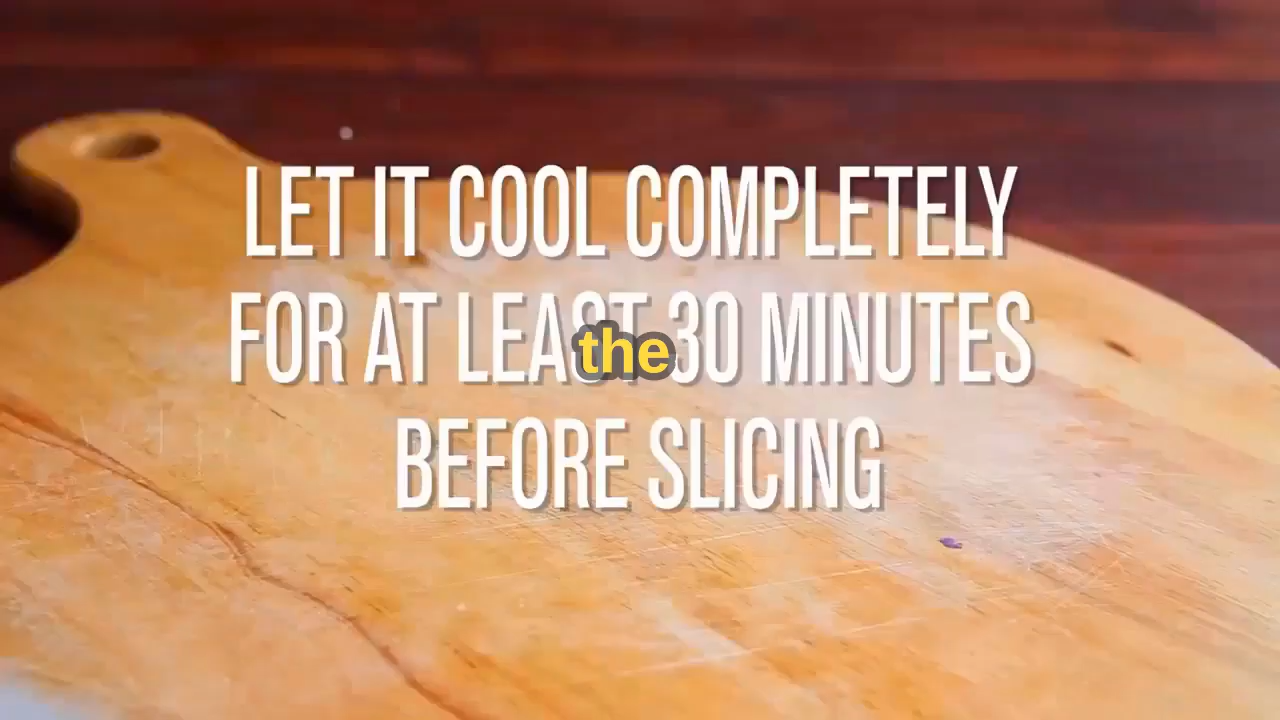 LET IT COOL COMPLETELY
FOR AT LEAST 30 MINUTES
the
BEFORE SLICING